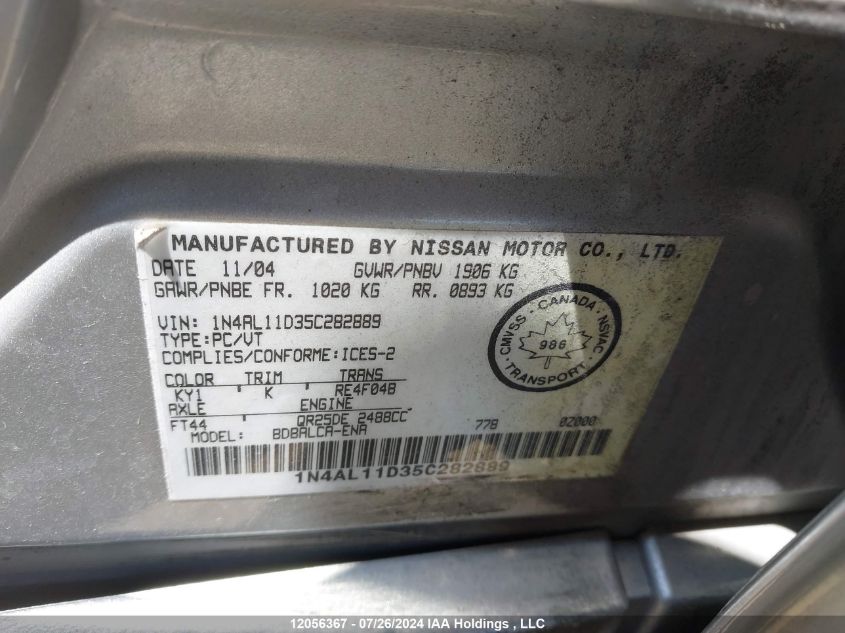 MANUFACTURED BY NISSAN MOTOR CO., LTD.
DATE 11/04 GVWR/PNBV 1906 KG
GAWR/PNBE FR. 1020 KG RR. 0893 KG
VIN: 1N4AL11D35C282889
TYPE:PC/VT
COMPLIES/CONFORME:ICES-2
COLOR TRIM TRANS
KY1 K RE4F04B
AXLE ENGINE
FT44 QR25DE 2488CC 77B 0Z000
MODEL: BDBALCA-ENA
1N4AL11D35C282889
CMVSS - CANADA - NSVAC
986
TRANSPORT
12056367 - 07/26/2024 IAA Holdings , LLC